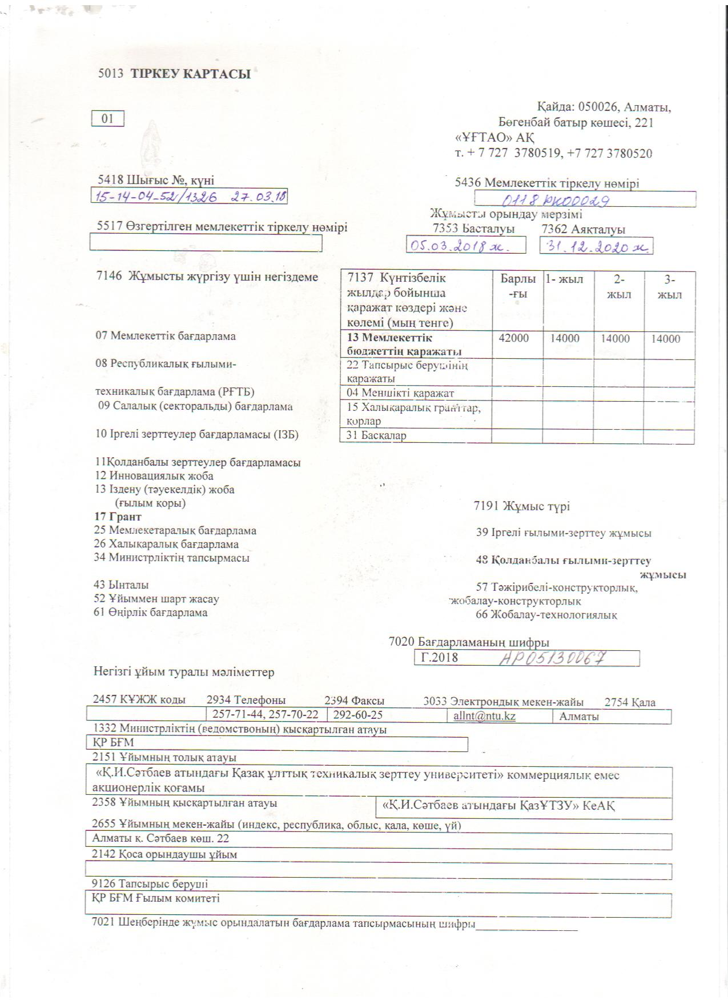 5013 ТІРКЕУ КАРТАСЫ
01
Қайда: 050026, Алматы,
Бөгенбай батыр көшесі, 221
«ҰҒТАО» АҚ
т. + 7 727 3780519, +7 727 3780520
5418 Шығыс №, күні
15-14-04-52/1326 27.03.18
5436 Мемлекеттік тіркелу нөмірі
0118РК00029
Жұмысты орындау мерзімі
5517 Өзгертілген мемлекеттік тіркелу нөмірі
7353 Басталуы 7362 Аяқталуы
05.03.2018ж. 31.12.2020ж.
7146 Жұмысты жүргізу үшін негіздеме
07 Мемлекеттік бағдарлама
08 Республикалық ғылыми-
техникалық бағдарлама (РҒТБ)
09 Салалық (секторальды) бағдарлама
10 Іргелі зерттеулер бағдарламасы (ІЗБ)
11Қолданбалы зерттеулер бағдарламасы
12 Инновациялық жоба
13 Іздену (тәуекелдік) жоба
(ғылым қоры)
17 Грант
25 Мемлекетаралық бағдарлама
26 Халықаралық бағдарлама
34 Министрліктің тапсырмасы
43 Ынталы
52 Ұйыммен шарт жасау
61 Өңірлік бағдарлама
7137 Күнтізбелік Барлы 1- жыл 2- 3-
жылдар бойынша -ғы жыл жыл
қаражат көздері және
көлемі (мың тенге)
13 Мемлекеттік 42000 14000 14000 14000
бюджеттің қаражаты
22 Тапсырыс берушінің
қаражаты
04 Меншікті қаражат
15 Халықаралық гранттар,
қорлар
31 Басқалар
7191 Жұмыс түрі
39 Іргелі ғылыми-зерттеу жұмысы
48 Қолданбалы ғылыми-зерттеу
жұмысы
57 Тәжірибелі-конструкторлық,
жобалау-конструкторлық
66 Жобалау-технологиялық
7020 Бағдарламаның шифры
Г.2018 АР05130067
Негізгі ұйым туралы мәліметтер
2457 КҰЖЖ коды 2934 Телефоны 2394 Факсы 3033 Электрондық мекен-жайы 2754 Қала
257-71-44, 257-70-22 292-60-25 allnt@ntu.kz Алматы
1332 Министрліктің (ведомствоның) қысқартылған атауы
ҚР БҒМ
2151 Ұйымның толық атауы
«Қ.И.Сәтбаев атындағы Қазақ ұлттық техникалық зерттеу университеті» коммерциялық емес
акционерлік қоғамы
2358 Ұйымның қысқартылған атауы «Қ.И.Сәтбаев атындағы ҚазҰТЗУ» КеАҚ
2655 Ұйымның мекен-жайы (индекс, республика, облыс, қала, көше, үй)
Алматы қ. Сәтбаев көш. 22
2142 Қоса орындаушы ұйым
9126 Тапсырыс беруші
ҚР БҒМ Ғылым комитеті
7021 Шеңберінде жұмыс орындалатын бағдарлама тапсырмасының шифры__________________